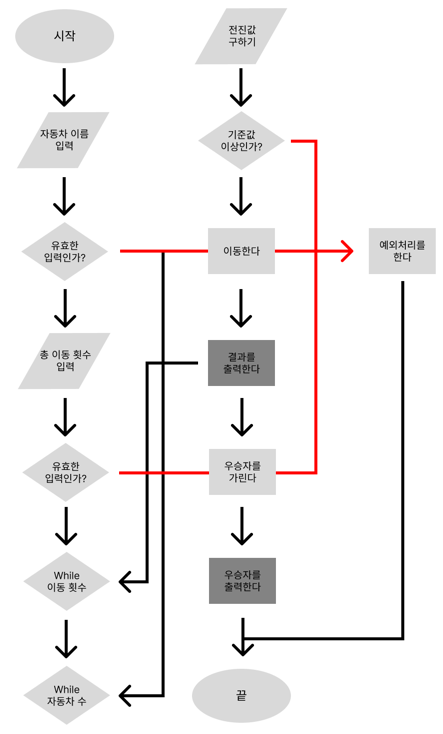 시작
자동차 이름
입력
유효한
입력인가?
총 이동 횟수
입력
유효한
입력인가?
While
이동 횟수
While
자동차 수
전진값
구하기
기준값
이상인가?
이동한다
결과를
출력한다
우승자를
가린다
우승자를
출력한다
끝
예외처리를
한다